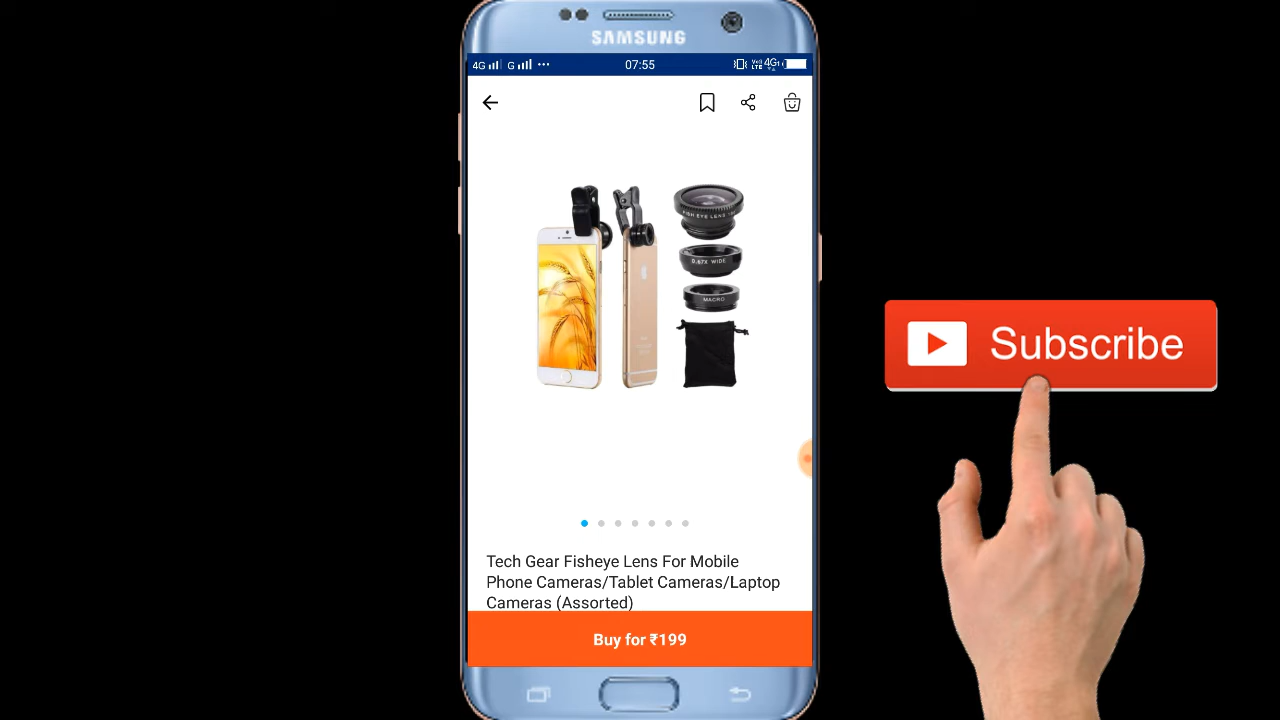 SAMSUNG
4G G ... 07:55 4G
FISH EYE LENS
0.67X WIDE
MACRO
Subscribe
Tech Gear Fisheye Lens For Mobile
Phone Cameras/Tablet Cameras/Laptop
Cameras (Assorted)
Buy for ₹199